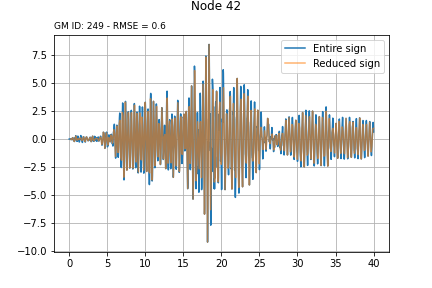 Node 42
GM ID: 249 - RMSE = 0.6
Entire sign
Reduced sign
7.5
5.0
2.5
0.0
−2.5
−5.0
−7.5
−10.0
0 5 10 15 20 25 30 35 40